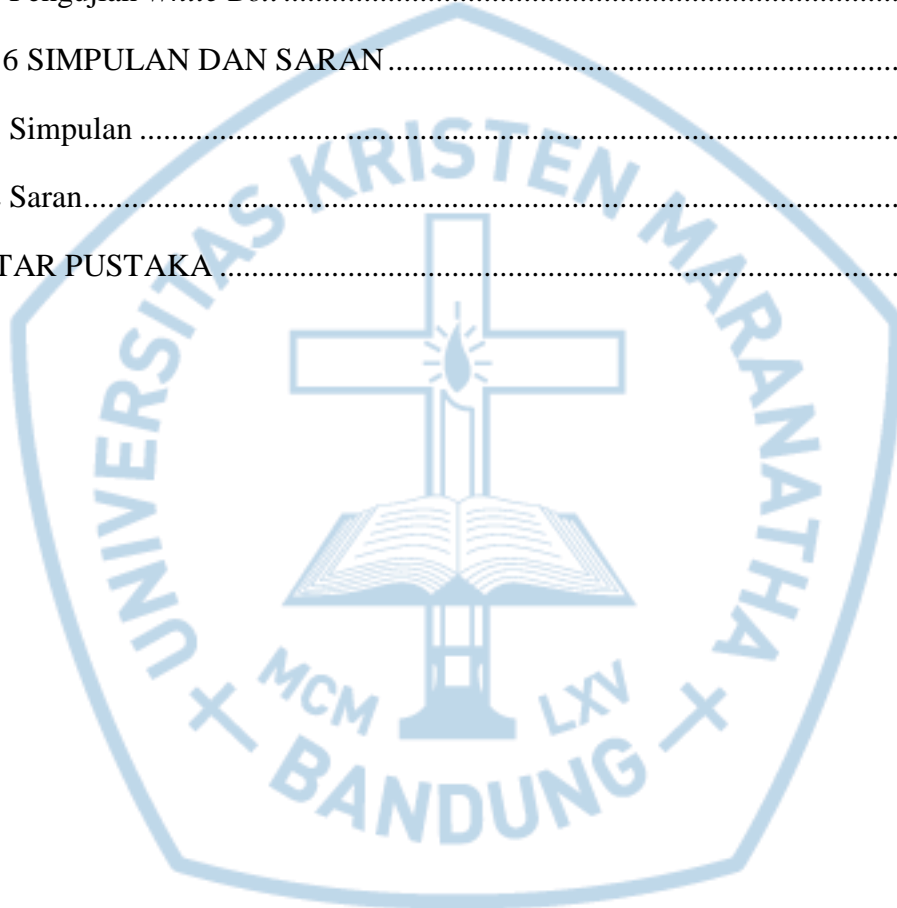 Pengujian White Box ........................................................................
6 SIMPULAN DAN SARAN ................................................................
Simpulan ........................................................................................
Saran..............................................................................................
TAR PUSTAKA ................................................................................
UNIVERSITAS KRISTEN MARANATHA
MCM LXV
BANDUNG